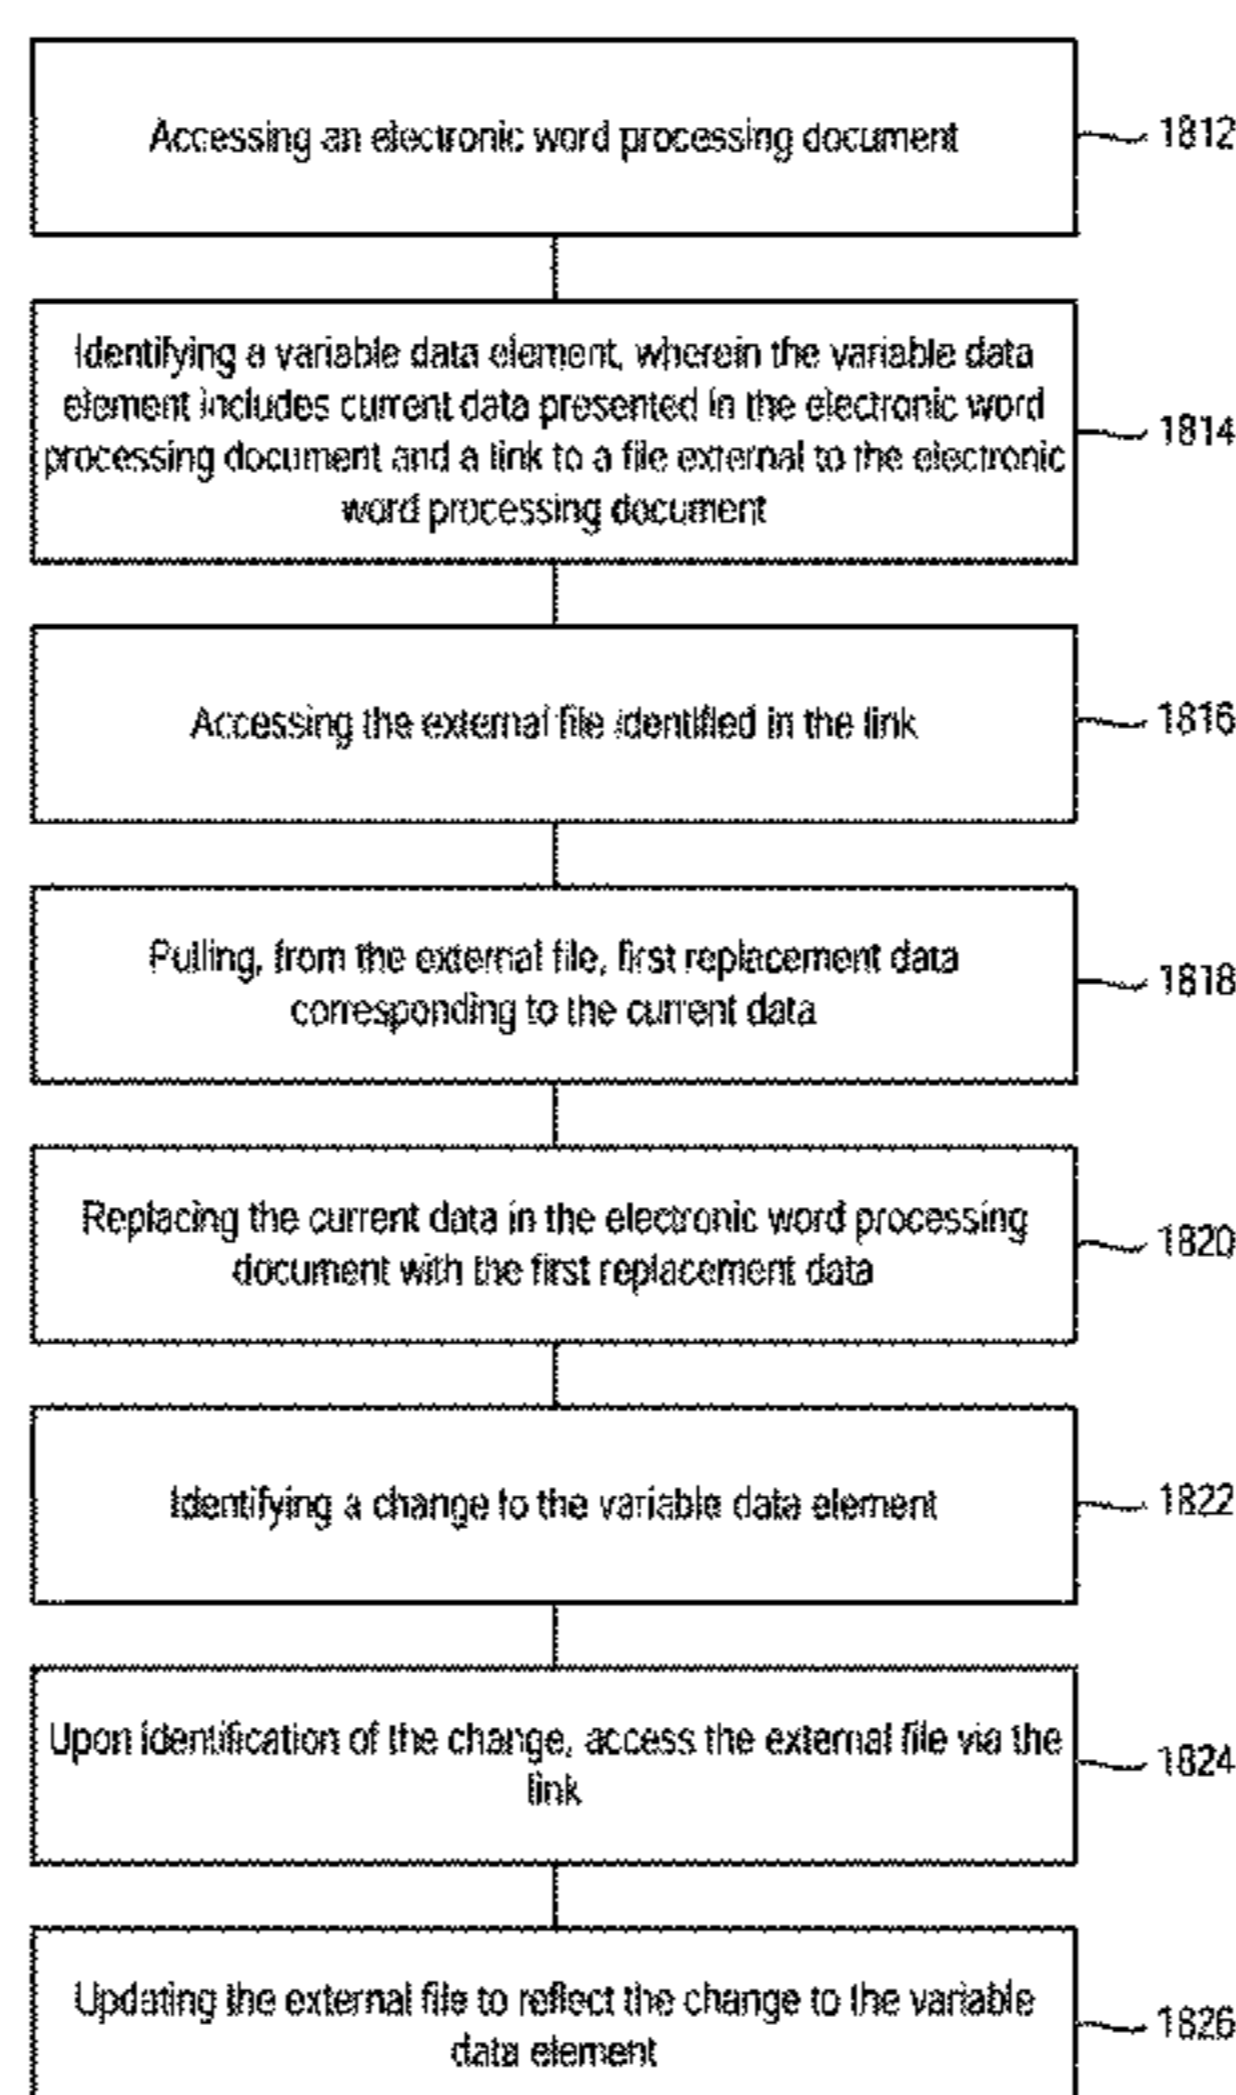 Accessing an electronic word processing document
1812
Identifying a variable data element, wherein the variable data
element includes current data presented in the electronic word
processing document and a link to a file external to the electronic
word processing document
1814
Accessing the external file identified in the link
1816
Pulling, from the external file, first replacement data
corresponding to the current data
1818
Replacing the current data in the electronic word processing
document with the first replacement data
1820
Identifying a change to the variable data element
1822
Upon identification of the change, access the external file via the
link
1824
Updating the external file to reflect the change to the variable
data element
1826